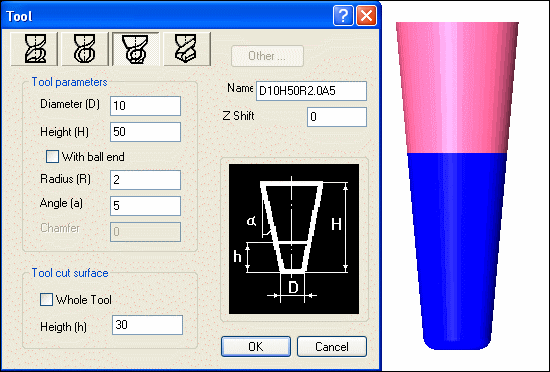 Tool
Other ...
Tool parameters
Diameter (D) 10
Height (H) 50
With ball end
Radius (R) 2
Angle (a) 5
Chamfer 0
Name D10H50R2.0A5
Z Shift 0
α
H
h
D
Tool cut surface
Whole Tool
Heigth (h) 30
OK
Cancel